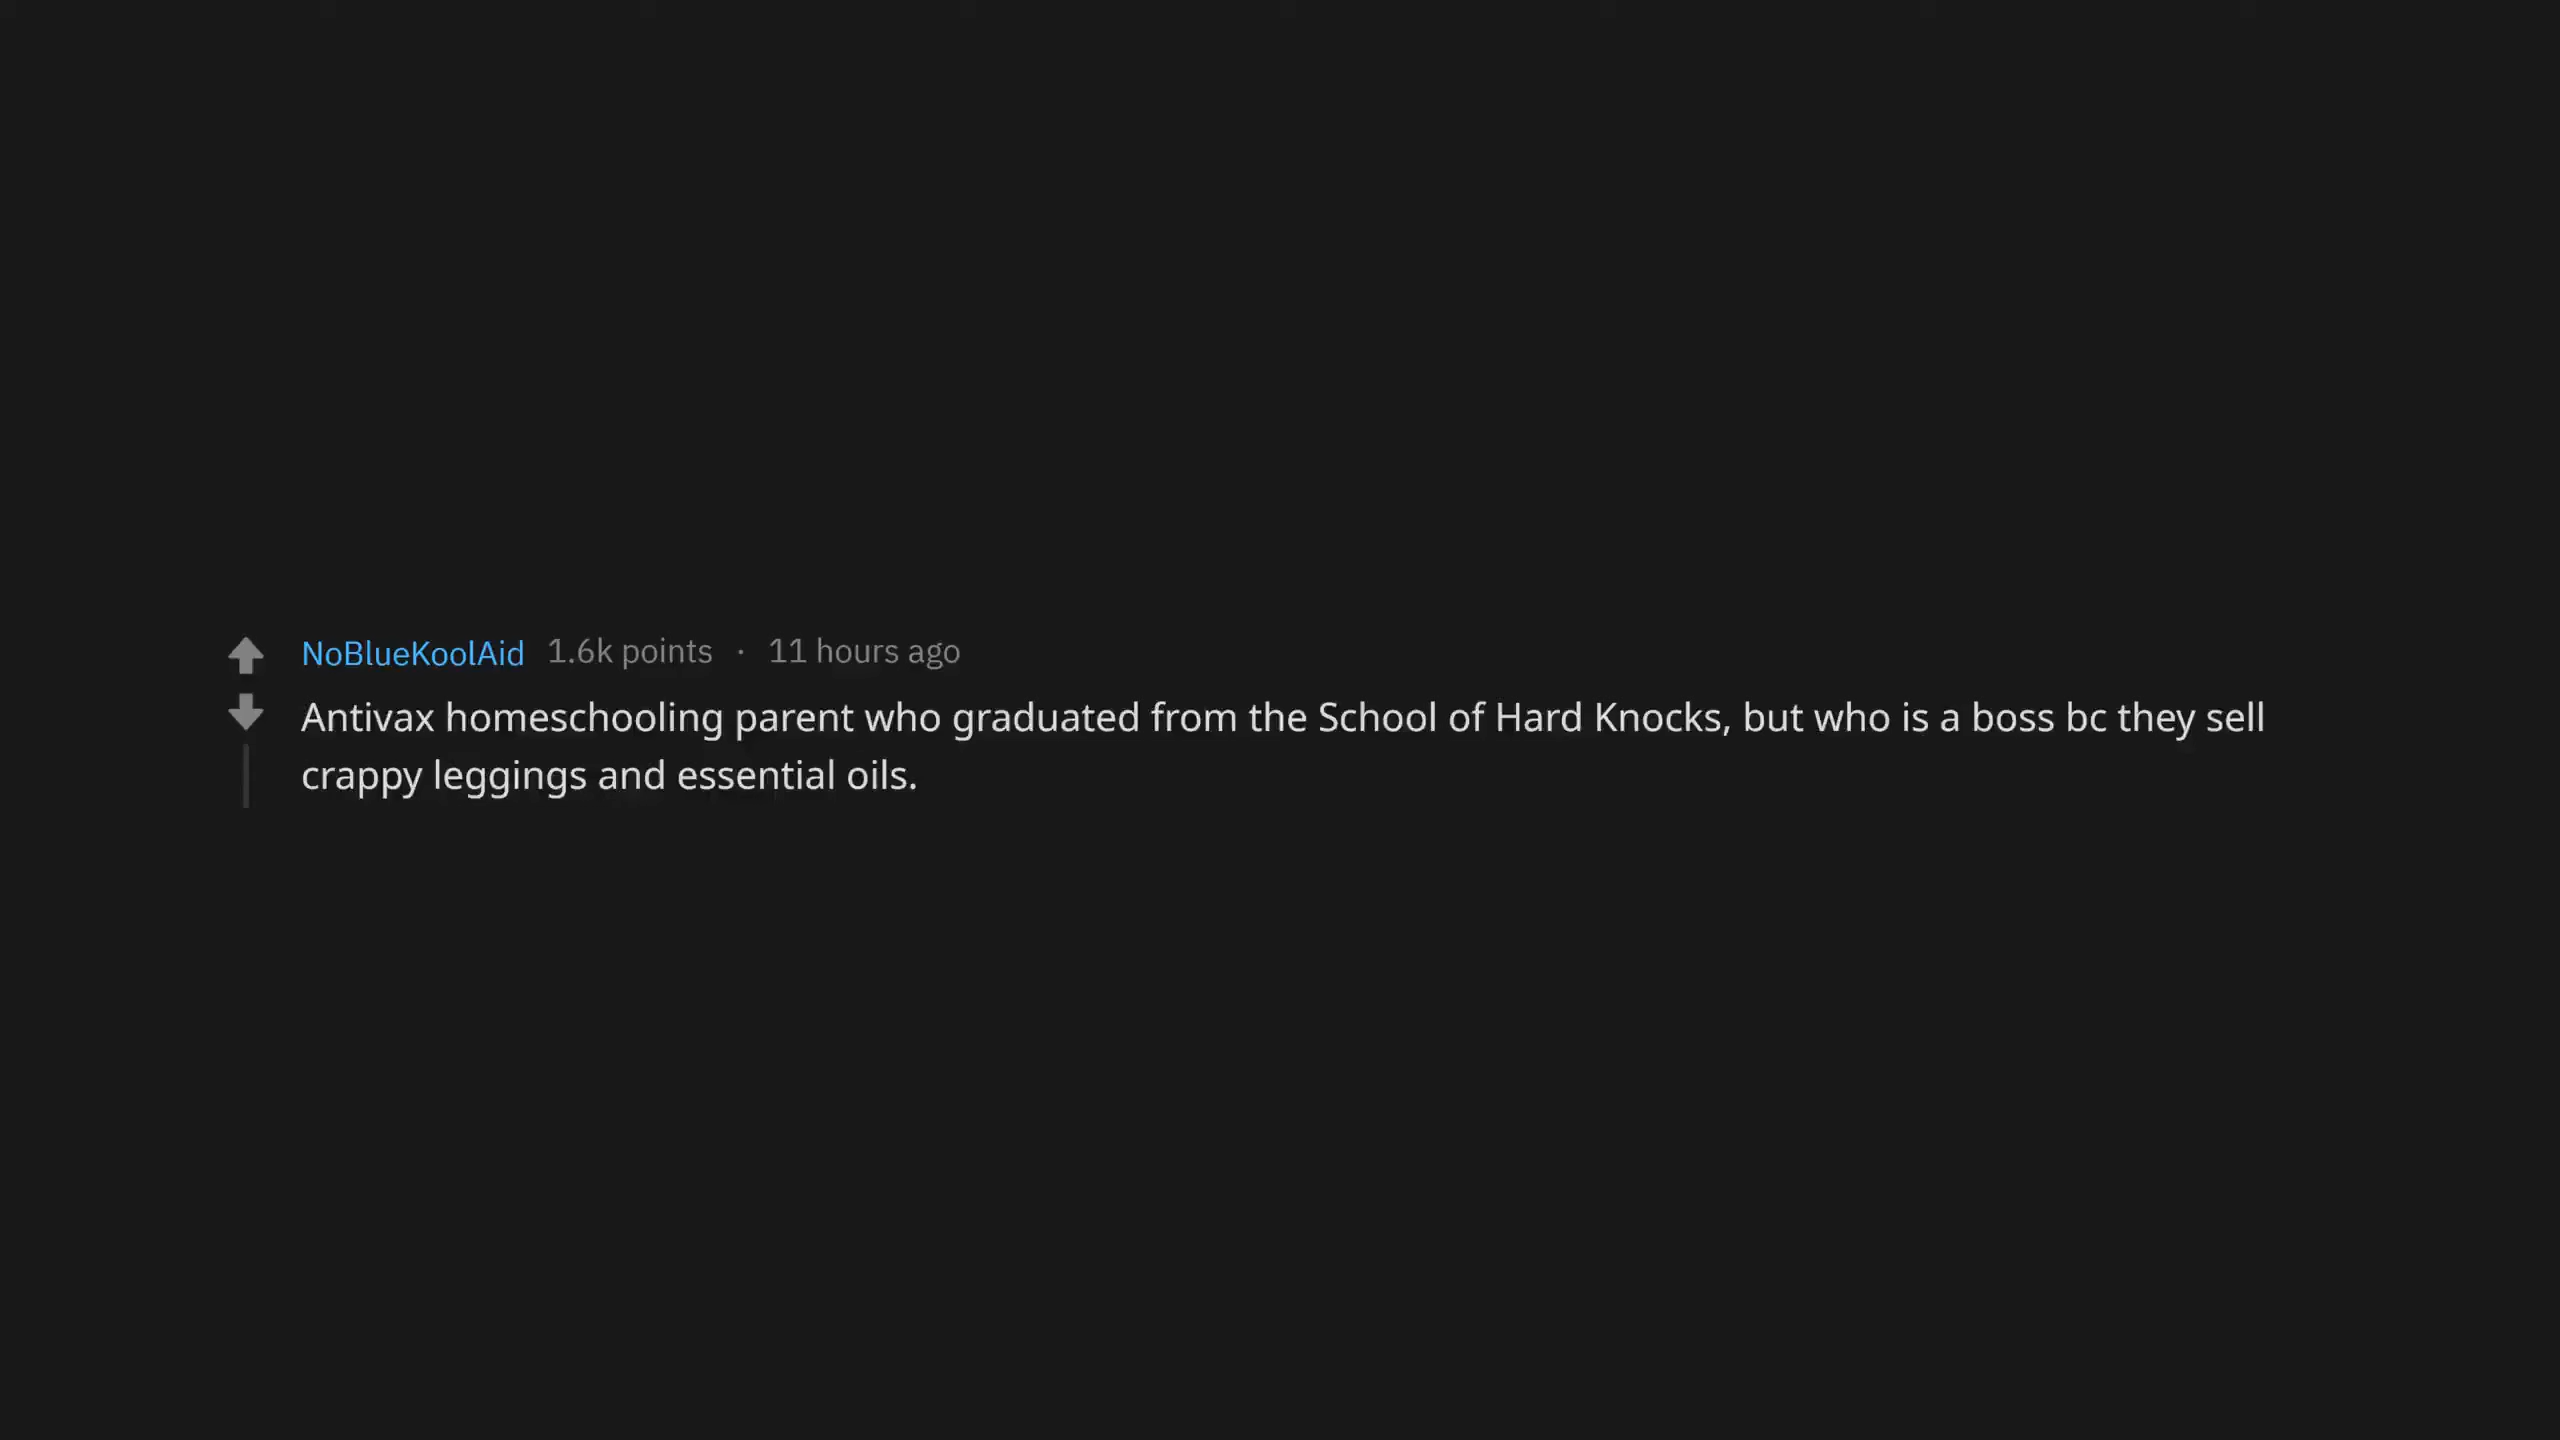 NoBlueKoolAid 1.6k points · 11 hours ago
Antivax homeschooling parent who graduated from the School of Hard Knocks, but who is a boss bc they sell
crappy leggings and essential oils.